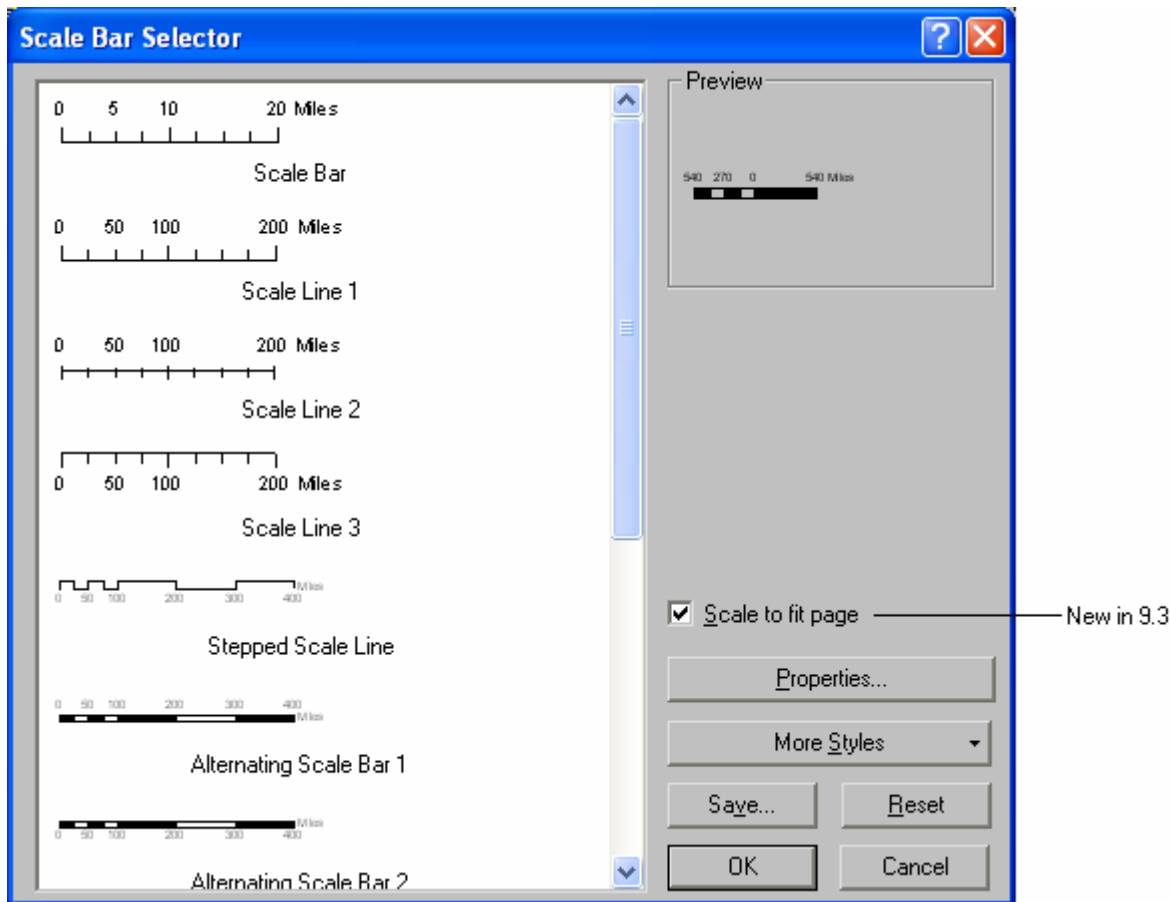 Scale Bar Selector
0 5 10 20 Miles
Scale Bar
0 50 100 200 Miles
Scale Line 1
0 50 100 200 Miles
Scale Line 2
0 50 100 200 Miles
Scale Line 3
Miles
0 50 100 200 300 400
Stepped Scale Line
0 50 100 200 300 400
Miles
Alternating Scale Bar 1
Miles
0 50 100 200 300 400
Alternating Scale Bar 2
Preview
540 270 0 540 Miles
Scale to fit page
New in 9.3
Properties...
More Styles
Save... Reset
OK Cancel